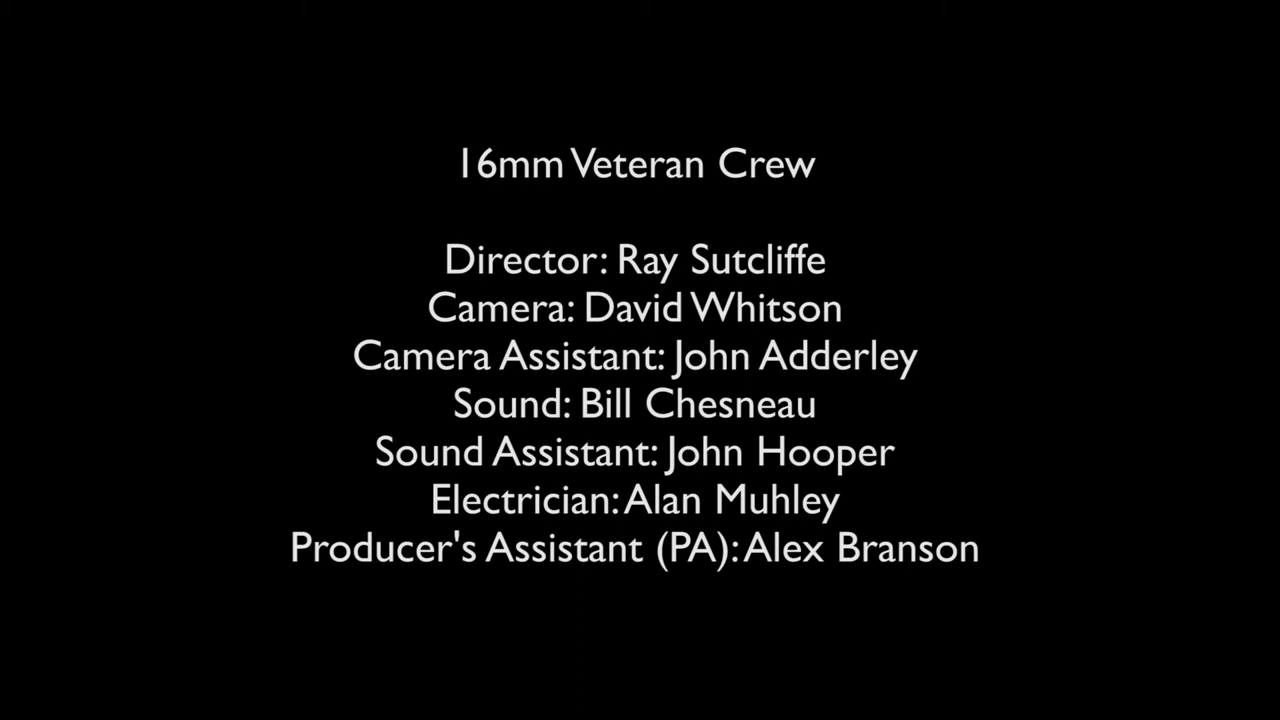 16mm Veteran Crew
Director: Ray Sutcliffe
Camera: David Whitson
Camera Assistant: John Adderley
Sound: Bill Chesneau
Sound Assistant: John Hooper
Electrician: Alan Muhley
Producer's Assistant (PA): Alex Branson